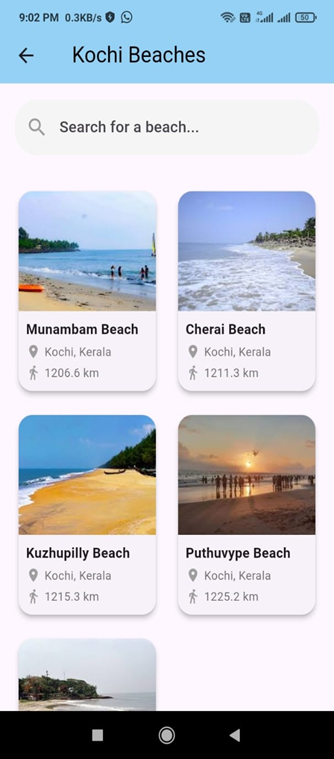 9:02 PM 0.3KB/s 4G 50
Kochi Beaches
Search for a beach...
Munambam Beach
Kochi, Kerala
1206.6 km
Cherai Beach
Kochi, Kerala
1211.3 km
Kuzhupilly Beach
Kochi, Kerala
1215.3 km
Puthuvype Beach
Kochi, Kerala
1225.2 km